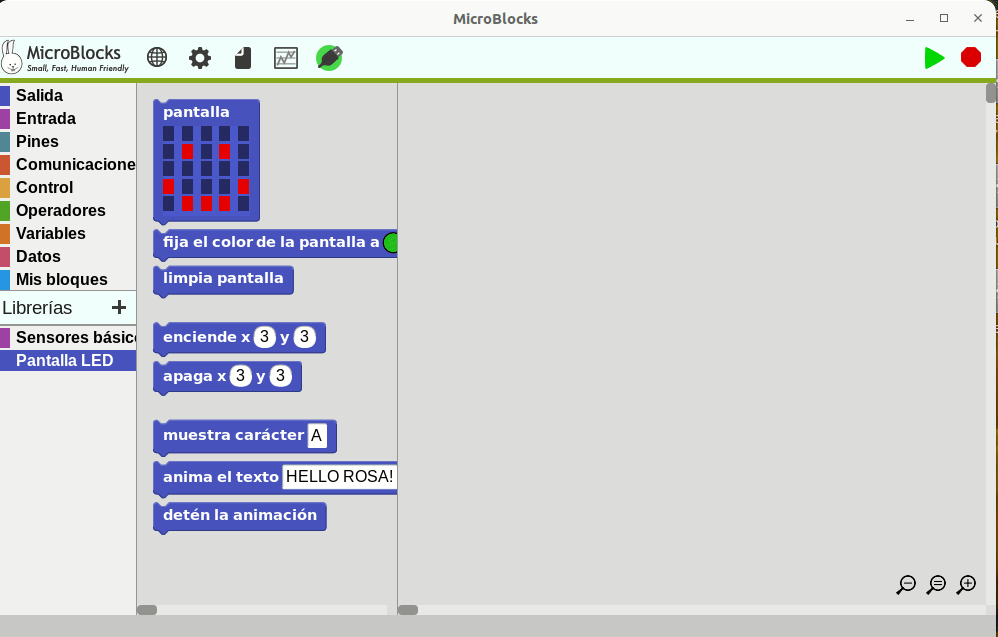 MicroBlocks
MicroBlocks
Small, Fast, Human Friendly
Salida
Entrada
Pines
Comunicacione
Control
Operadores
Variables
Datos
Mis bloques
Librerías +
Sensores básic
Pantalla LED
pantalla
fija el color de la pantalla a
limpia pantalla
enciende x 3 y 3
apaga x 3 y 3
muestra carácter A
anima el texto HELLO ROSA!
detén la animación